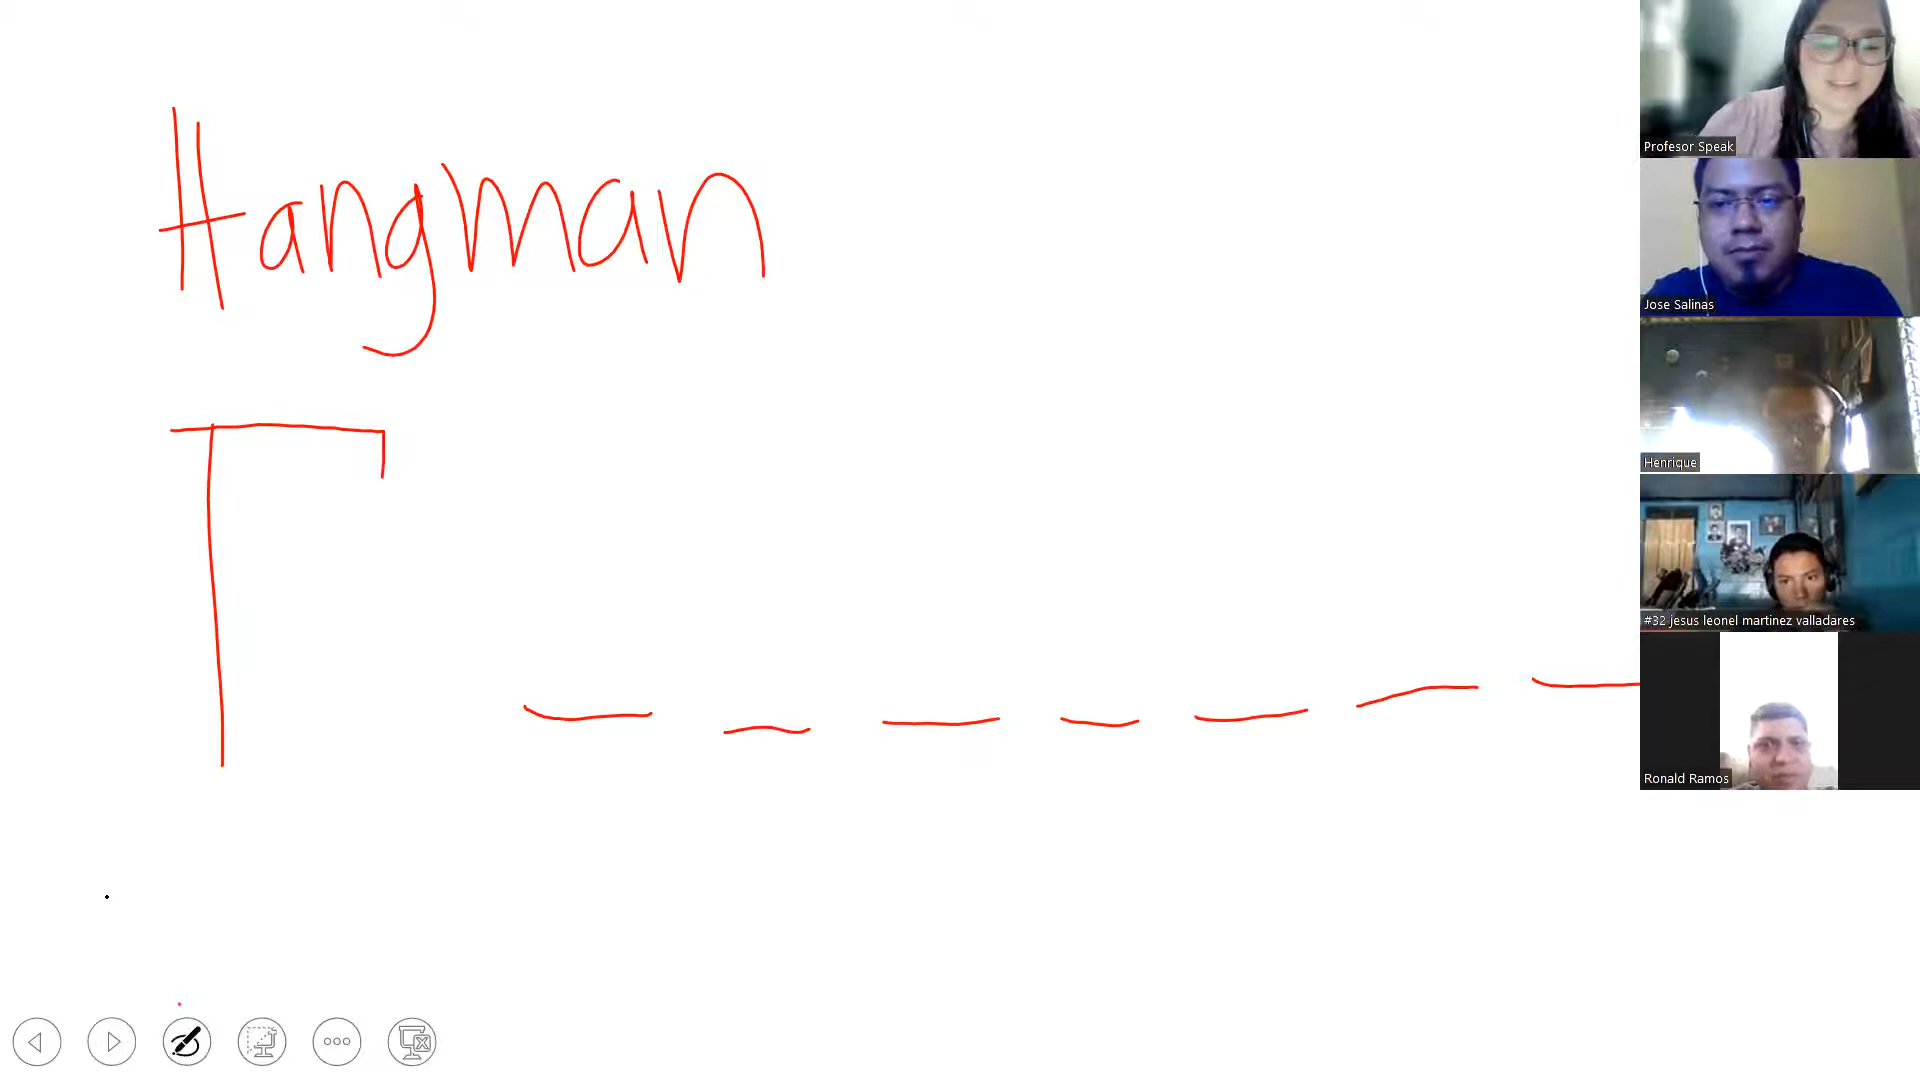 Hangman
Profesor Speak
Jose Salinas
Henrique
#32 jesus leonel martinez valladares
Ronald Ramos